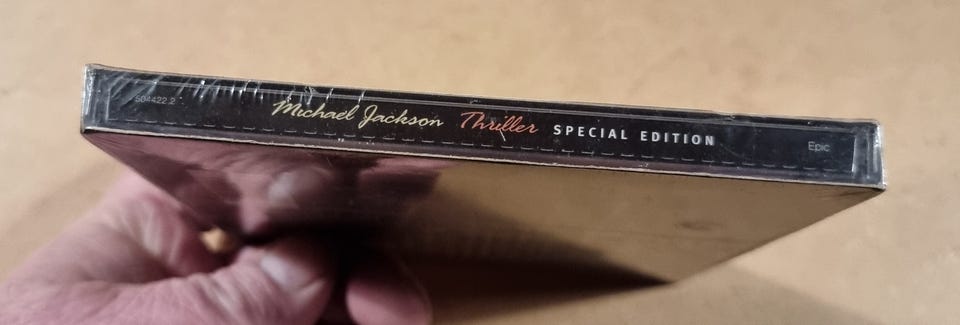 504422 2 Michael Jackson Thriller SPECIAL EDITION Epic